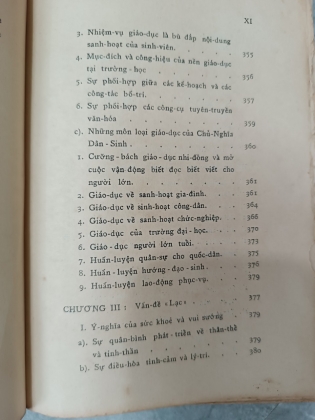 XI
3. Nhiệm-vụ giáo-dục là bù đắp nội-dung
sanh-hoạt của sinh-viên. . . . . . 355
4. Mục-đích và công-hiệu của nền giáo-dục
tại trường-học . . . . . . 356
5. Sự phối-hợp giữa các kế-hoạch và các
công-tác bố-trí. . . . . . 357
6. Sự phối-hợp các công-cụ tuyên-truyền
văn-hóa . . . . . . 359
c). Những môn loại giáo-dục của Chủ-Nghĩa
Dân-Sinh . . . . . . 360
1. Cưỡng-bách giáo-dục nhi-đồng và mở
cuộc vận-động biết đọc biết viết cho
người lớn. . . . . . 361
2. Giáo-dục về sanh-hoạt gia-đình. . . . 361
3. Giáo-dục về sinh-hoạt công-dân. . . . 364
4. Giáo-dục về sanh-hoạt chức-nghiệp. . . . 366
5. Giáo-dục của trường đại-học. . . . 370
6. Giáo-dục người lớn tuổi. . . . . 373
7. Huấn-luyện quân-sự cho quốc-dân. . . . 375
8. Huấn-luyện hướng-đạo-sinh. . . . 376
9. Huấn-luyện lao-động phục-vụ. . . . 379
CHƯƠNG III : Vấn-đề «Lạc». . . . . 377
I. Ý-nghĩa của sức khoẻ và vui sướng . . 379
a). Sự quân-bình phát-triển về thân-thể
và tinh-thần . . . . . . 379
b). Sự điều-hòa tình-cảm và lý-trí. . . . 380